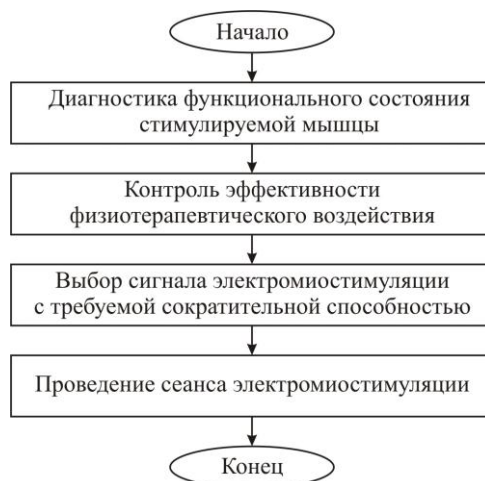 Начало
Диагностика функционального состояния
стимулируемой мышцы
Контроль эффективности
физиотерапевтического воздействия
Выбор сигнала электромиостимуляции
с требуемой сократительной способностью
Проведение сеанса электромиостимуляции
Конец